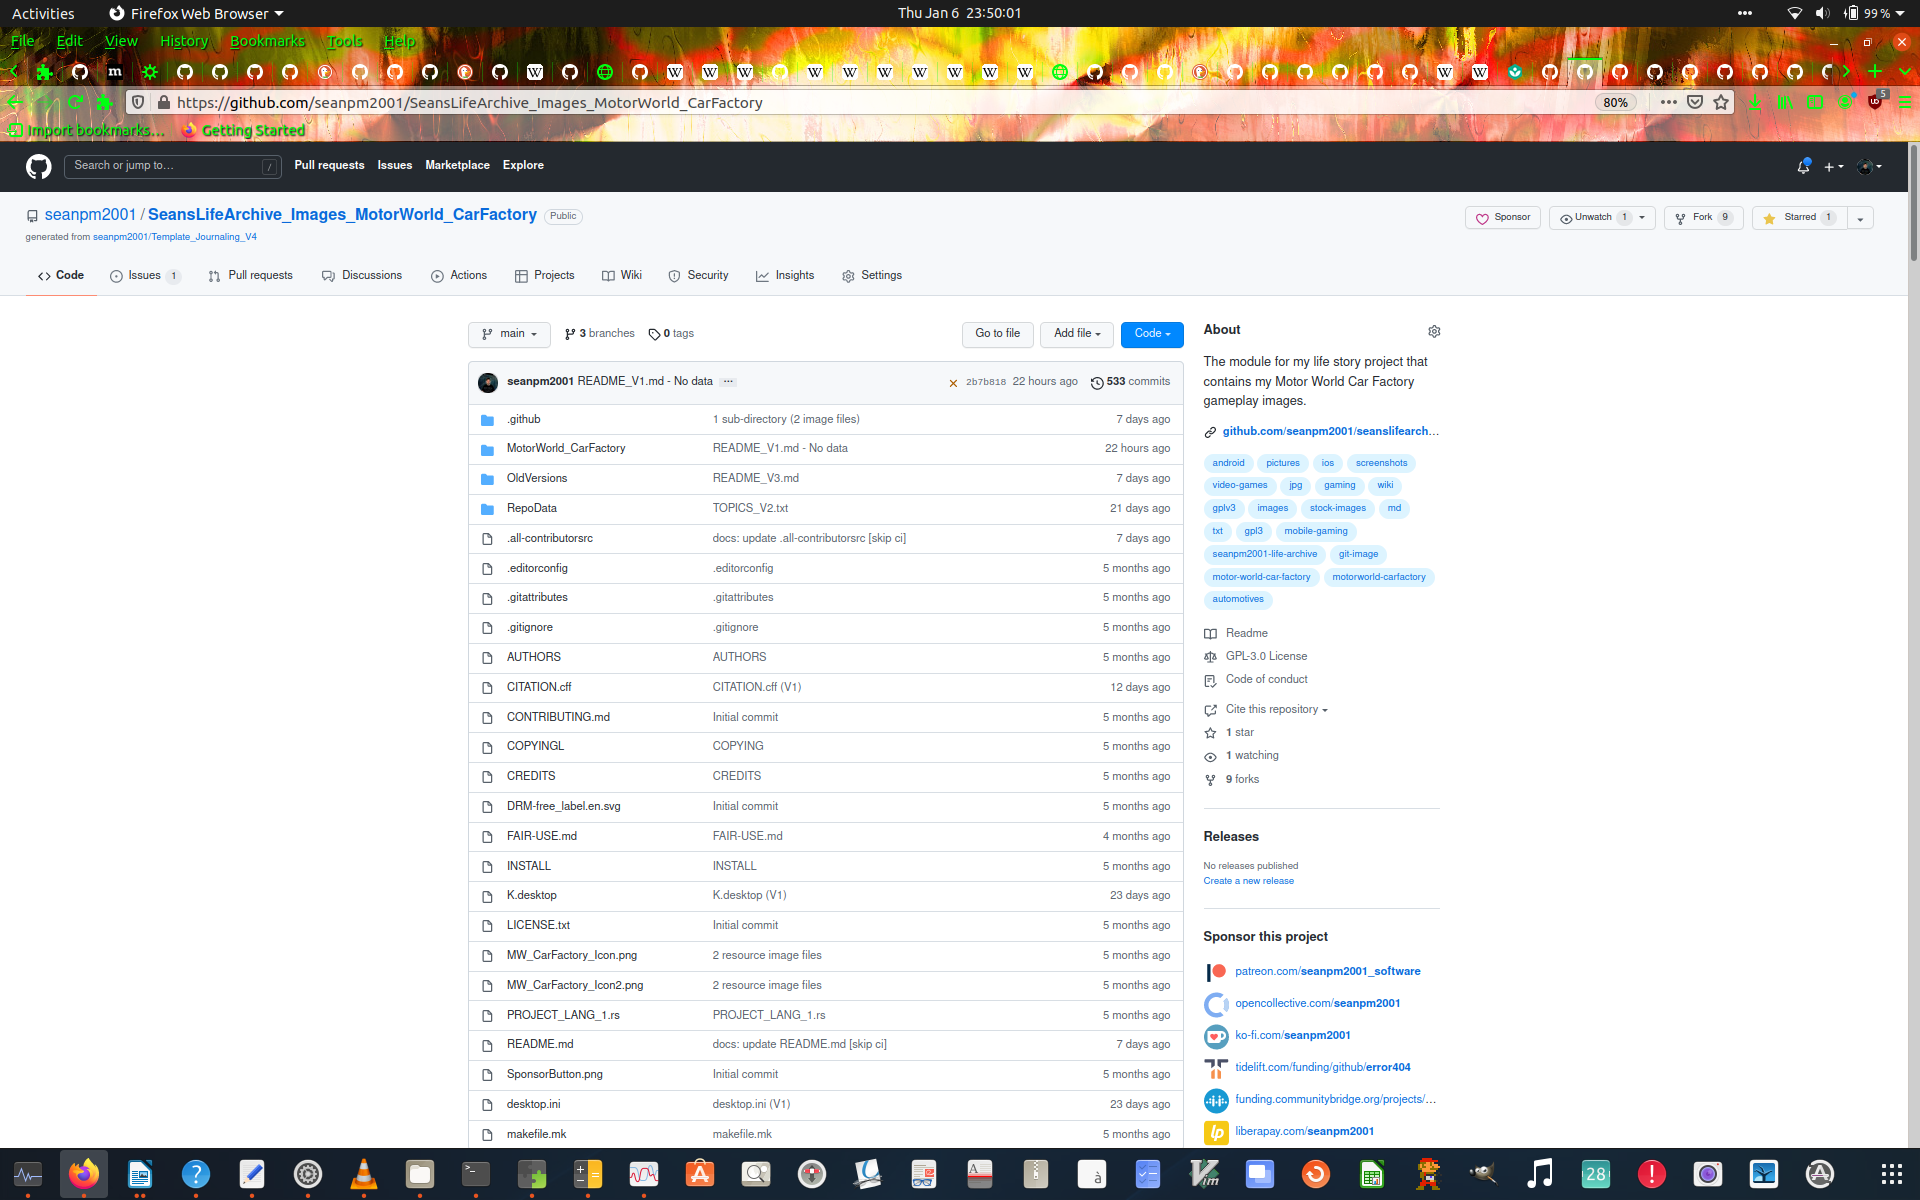 Activities Firefox Web Browser Thu Jan 6 23:50:01 99 %
File Edit View History Bookmarks Tools Help
https://github.com/seanpm2001/SeansLifeArchive_Images_MotorWorld_CarFactory 80% 5
Import bookmarks... Getting Started
Search or jump to... / Pull requests Issues Marketplace Explore
seanpm2001 / SeansLifeArchive_Images_MotorWorld_CarFactory Public Sponsor Unwatch 1 Fork 9 Starred 1
generated from seanpm2001/Template_Journaling_V4
Code Issues 1 Pull requests Discussions Actions Projects Wiki Security Insights Settings
main 3 branches 0 tags Go to file Add file Code
seanpm2001 README_V1.md - No data ... 2b7b818 22 hours ago 533 commits
.github 1 sub-directory (2 image files) 7 days ago
MotorWorld_CarFactory README_V1.md - No data 22 hours ago
OldVersions README_V3.md 7 days ago
RepoData TOPICS_V2.txt 21 days ago
.all-contributorsrc docs: update .all-contributorsrc [skip ci] 7 days ago
.editorconfig .editorconfig 5 months ago
.gitattributes .gitattributes 5 months ago
.gitignore .gitignore 5 months ago
AUTHORS AUTHORS 5 months ago
CITATION.cff CITATION.cff (V1) 12 days ago
CONTRIBUTING.md Initial commit 5 months ago
COPYINGL COPYING 5 months ago
CREDITS CREDITS 5 months ago
DRM-free_label.en.svg Initial commit 5 months ago
FAIR-USE.md FAIR-USE.md 4 months ago
INSTALL INSTALL 5 months ago
K.desktop K.desktop (V1) 23 days ago
LICENSE.txt Initial commit 5 months ago
MW_CarFactory_Icon.png 2 resource image files 5 months ago
MW_CarFactory_Icon2.png 2 resource image files 5 months ago
PROJECT_LANG_1.rs PROJECT_LANG_1.rs 5 months ago
README.md docs: update README.md [skip ci] 7 days ago
SponsorButton.png Initial commit 5 months ago
desktop.ini desktop.ini (V1) 23 days ago
makefile.mk makefile.mk 5 months ago
About
The module for my life story project that
contains my Motor World Car Factory
gameplay images.
github.com/seanpm2001/seanslifearch...
android pictures ios screenshots
video-games jpg gaming wiki
gplv3 images stock-images md
txt gpl3 mobile-gaming
seanpm2001-life-archive git-image
motor-world-car-factory motorworld-carfactory
automotives
Readme
GPL-3.0 License
Code of conduct
Cite this repository
1 star
1 watching
9 forks
Releases
No releases published
Create a new release
Sponsor this project
patreon.com/seanpm2001_software
opencollective.com/seanpm2001
ko-fi.com/seanpm2001
tidelift.com/funding/github/error404
funding.communitybridge.org/projects/...
liberapay.com/seanpm2001
28